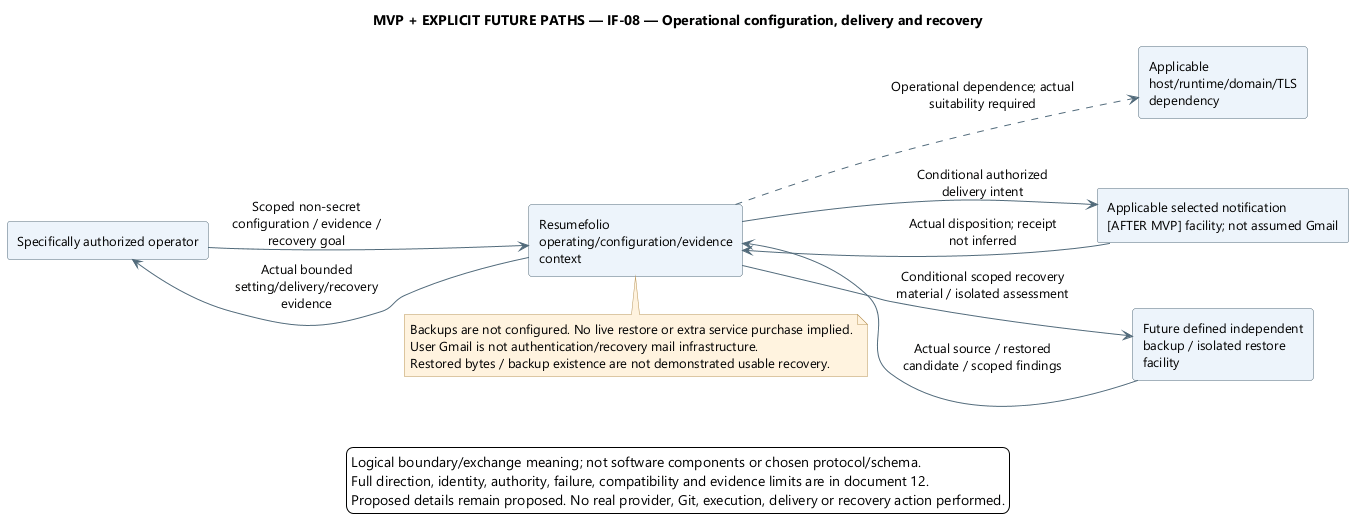 MVP + EXPLICIT FUTURE PATHS — IF-08 — Operational configuration, delivery and recovery
Applicable
host/runtime/domain/TLS
dependency
Operational dependence; actual
suitability required
Conditional authorized
delivery intent
Applicable selected notification
[AFTER MVP] facility; not assumed Gmail
Actual disposition; receipt
not inferred
Scoped non-secret
configuration / evidence /
recovery goal
Specifically authorized operator
Resumefolio
operating/configuration/evidence
context
Actual bounded
setting/delivery/recovery
evidence
Conditional scoped recovery
material / isolated assessment
Future defined independent
backup / isolated restore
facility
Actual source / restored
candidate / scoped findings
Backups are not configured. No live restore or extra service purchase implied.
User Gmail is not authentication/recovery mail infrastructure.
Restored bytes / backup existence are not demonstrated usable recovery.
Logical boundary/exchange meaning; not software components or chosen protocol/schema.
Full direction, identity, authority, failure, compatibility and evidence limits are in document 12.
Proposed details remain proposed. No real provider, Git, execution, delivery or recovery action performed.